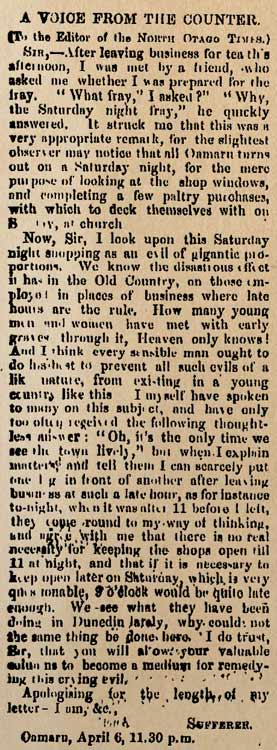 A VOICE FROM THE COUNTER.
(To the Editor of the NORTH OTAGO TIMES.)
SIR,—After leaving business for tea this
afternoon, I was met by a friend, who
asked me whether I was prepared for the
fray. "What fray," I asked?" "Why,
the Saturday night fray," he quickly
answered. It struck me that this was a
very appropriate remark, for the slightest
observer may notice that all Oamaru turns
out on a Saturday night, for the mere
purpose of looking at the shop windows,
and completing a few paltry purchases,
with which to deck themselves with on
at church
Now, Sir, I look upon this Saturday
night shopping as an evil of gigantic pro-
portions. We know the disastrous effect
it has in the Old Country, on those em-
ployed in places of business where late
hours are the rule. How many young
men and women have met with early
graves through it, Heaven only knows!
And I think every sensible man ought to
do his best to prevent all such evils of a
like nature, from existing in a young
country like this I myself have spoken
to many on this subject, and have only
too often received the following thought-
less answer: "Oh, it's the only time we
see the town lively," but when I explain
matters and tell them I can scarcely put
one leg in front of another after leaving
business at such a late hour, as for instance
to-night, when it was after 11 before I left,
they come round to my way of thinking,
and agree with me that there is no real
necessity for keeping the shops open till
11 at night, and that if it is necessary to
keep open later on Saturday, which is very
questionable, 9 o'clock would be quite late
enough. We see what they have been
doing in Dunedin lately, why could not
the same thing be done here. I do trust,
Sir, that you will allow your valuable
columns to become a medium for remedy-
ing this crying evil.
Apologising for the length of my
letter—I am, &c.,
SUFFERER.
Oamaru, April 6, 11.30 p.m.